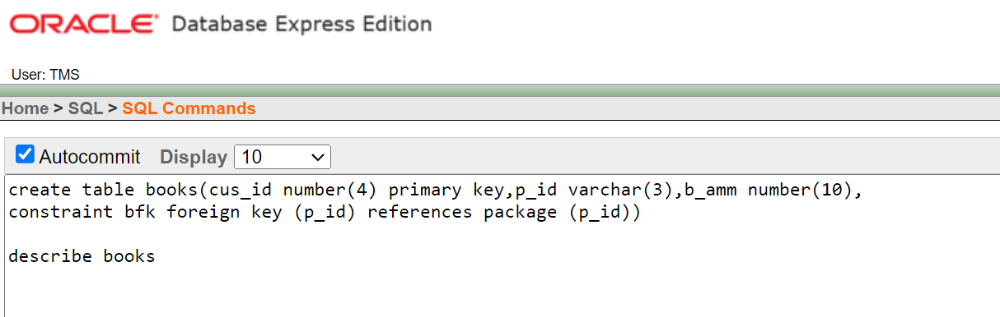 ORACLE Database Express Edition
User: TMS
Home > SQL > SQL Commands
Autocommit Display 10
create table books(cus_id number(4) primary key,p_id varchar(3),b_amm number(10),
constraint bfk foreign key (p_id) references package (p_id))
describe books